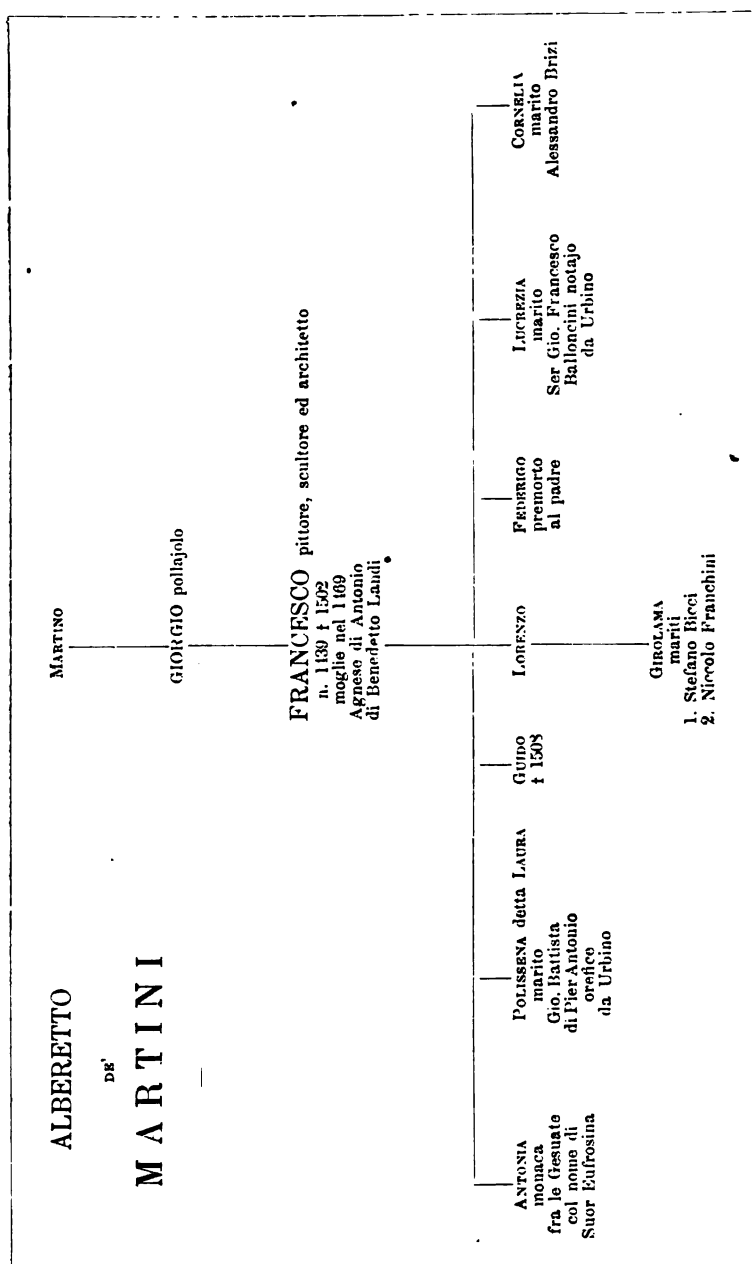 ALBERETTO
DE'
MARTINI
MARTINO
GIORGIO pollajolo
FRANCESCO pittore, scultore ed architetto
n. 1439 † 1502
moglie nel 1469
Agnese di Antonio
di Benedetto Landi
ANTONIA
monaca
fra le Gesuate
col nome di
Suor Eufrosina
POLISSENA detta LAURA
marito
Gio. Battista
di Pier Antonio
orefice
da Urbino
GUIDO
† 1508
LORENZO
FEDERIGO
premorto
al padre
LUCREZIA
marito
Ser Gio. Francesco
Balloncini notajo
da Urbino
CORNELIA
marito
Alessandro Brizi
GIROLAMA
mariti
1. Stefano Bicci
2. Niccolo Franchini